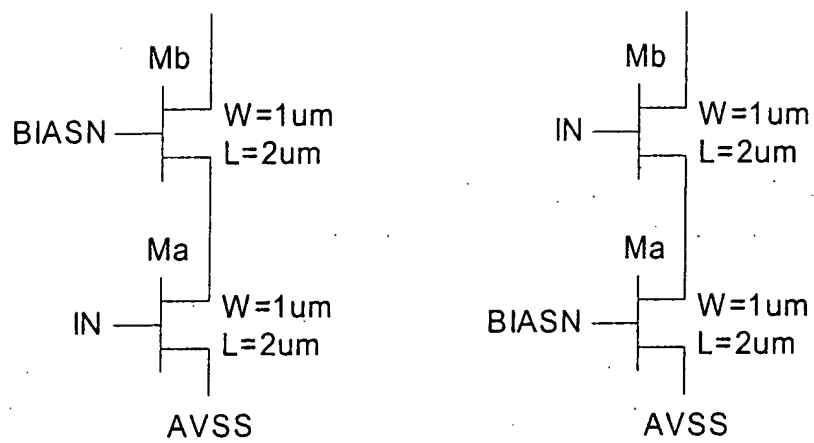 Mb
BIASN
W=1um
L=2um
Ma
IN
W=1um
L=2um
AVSS
Mb
IN
W=1um
L=2um
Ma
BIASN
W=1um
L=2um
AVSS